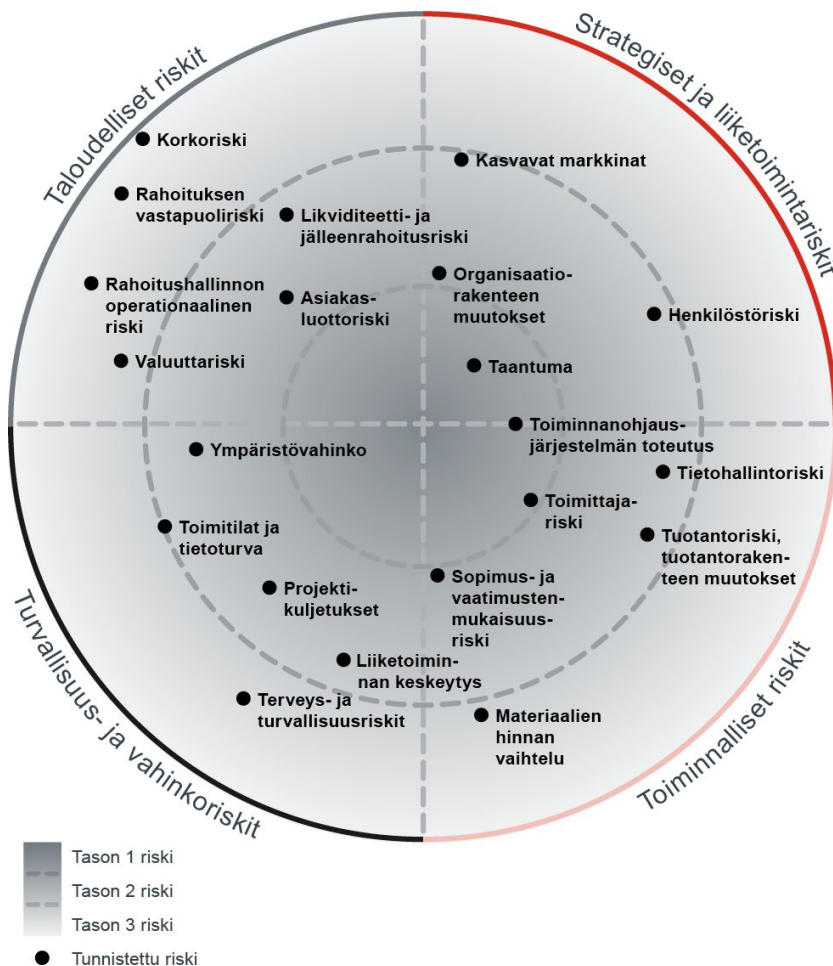 Taloudelliset riskit
Strategiset ja liiketoimintariskit
Korkoriski
Kasvavat markkinat
Rahoituksen
vastapuoliriski
Likviditeetti- ja
jälleenrahoitusriski
Rahoitushallinnon
operationaalinen
riski
Asiakas-
luottoriski
Organisaatio-
rakenteen
muutokset
Henkilöstöriski
Valuuttariski
Taantuma
Toiminnanohjaus-
järjestelmän toteutus
Ympäristövahinko
Tietohallintoriski
Toimitilat ja
tietoturva
Toimittaja-
riski
Tuotantoriski,
tuotantoraken-
teen muutokset
Projekti-
kuljetukset
Sopimus- ja
vaatimusten-
mukaisuus-
riski
Liiketoimin-
nan keskeytys
Terveys- ja
turvallisuusriskit
Materiaalien
hinnan
vaihtelu
Turvallisuus- ja vahinkoriskit
Toiminnalliset riskit
Tason 1 riski
Tason 2 riski
Tason 3 riski
Tunnistettu riski